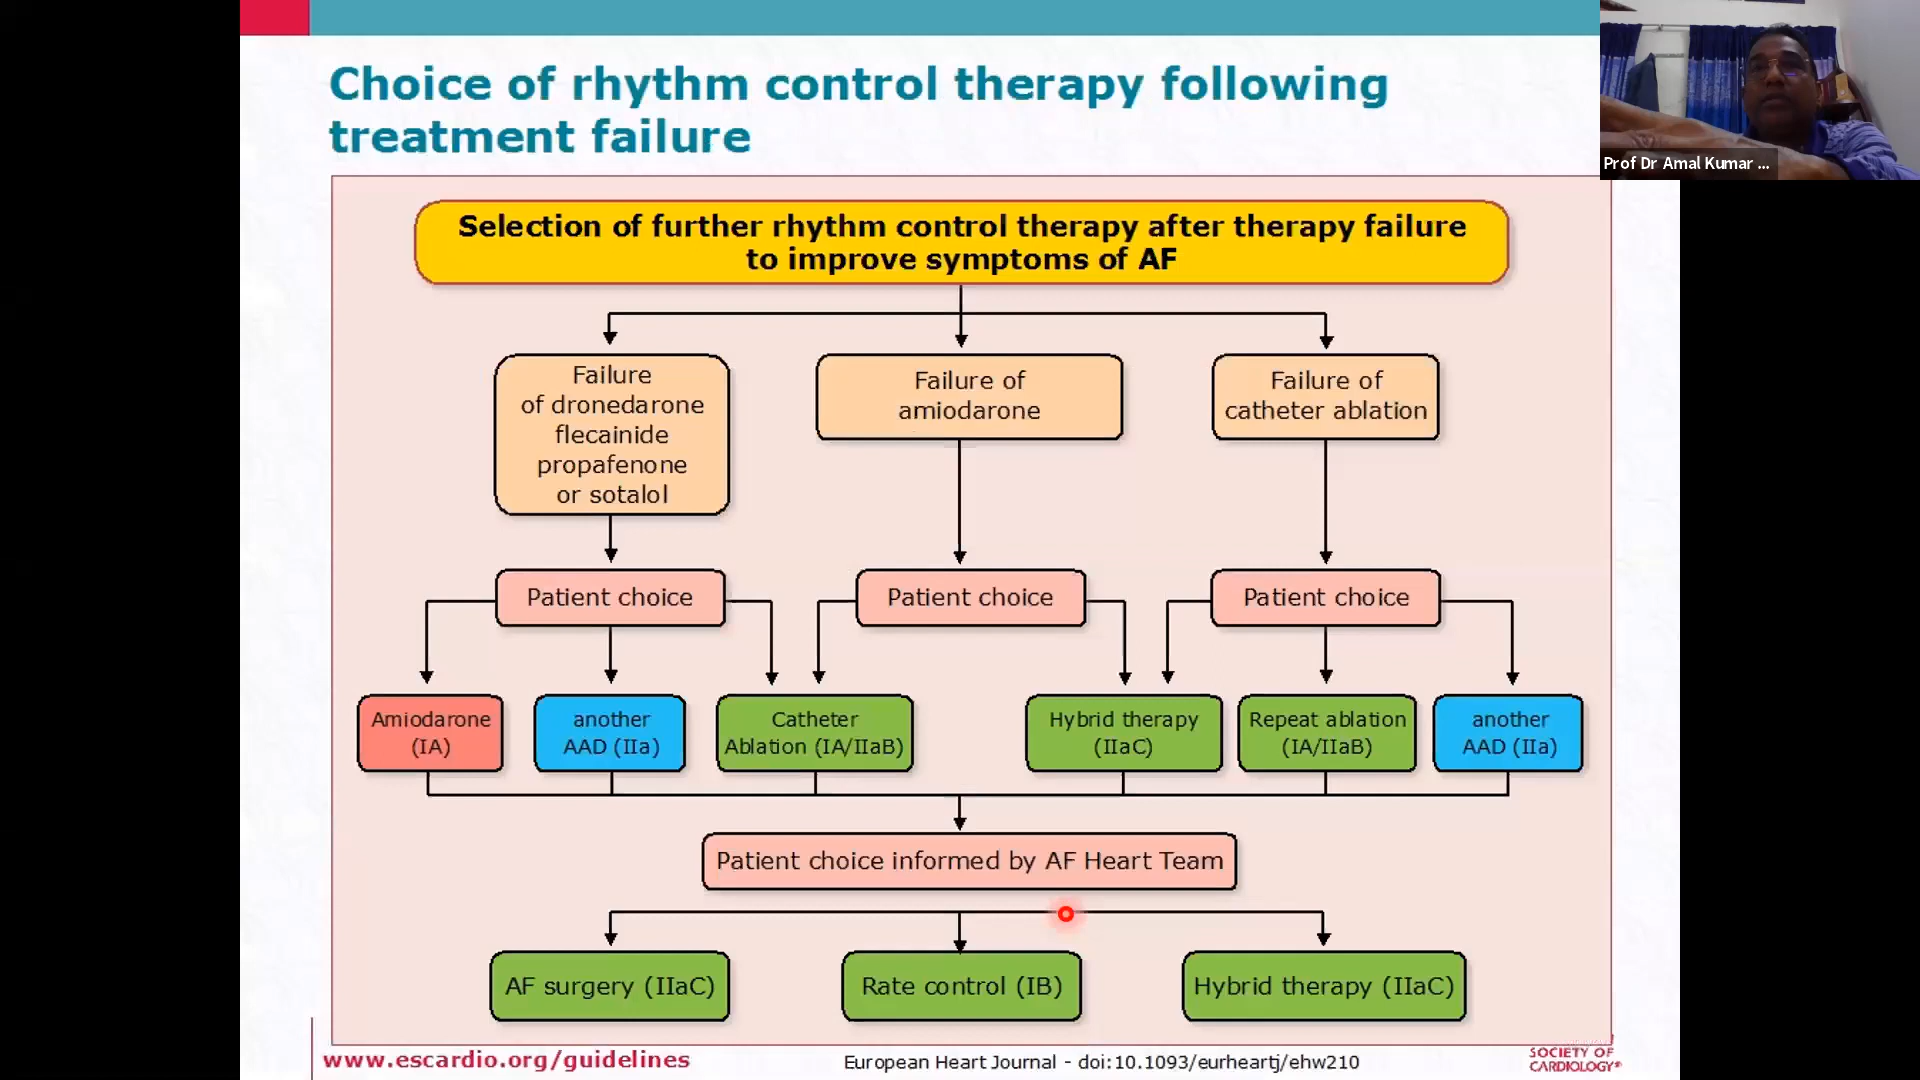 Choice of rhythm control therapy following
treatment failure
Prof Dr Amal Kumar ...
Selection of further rhythm control therapy after therapy failure
to improve symptoms of AF
Failure
of dronedarone
flecainide
propafenone
or sotalol
Failure of
amiodarone
Failure of
catheter ablation
Patient choice
Patient choice
Patient choice
Amiodarone
(IA)
another
AAD (IIa)
Catheter
Ablation (IA/IIaB)
Hybrid therapy
(IIaC)
Repeat ablation
(IA/IIaB)
another
AAD (IIa)
Patient choice informed by AF Heart Team
AF surgery (IIaC)
Rate control (IB)
Hybrid therapy (IIaC)
www.escardio.org/guidelines
European Heart Journal - doi:10.1093/eurheartj/ehw210
SOCIETY OF
CARDIOLOGY®